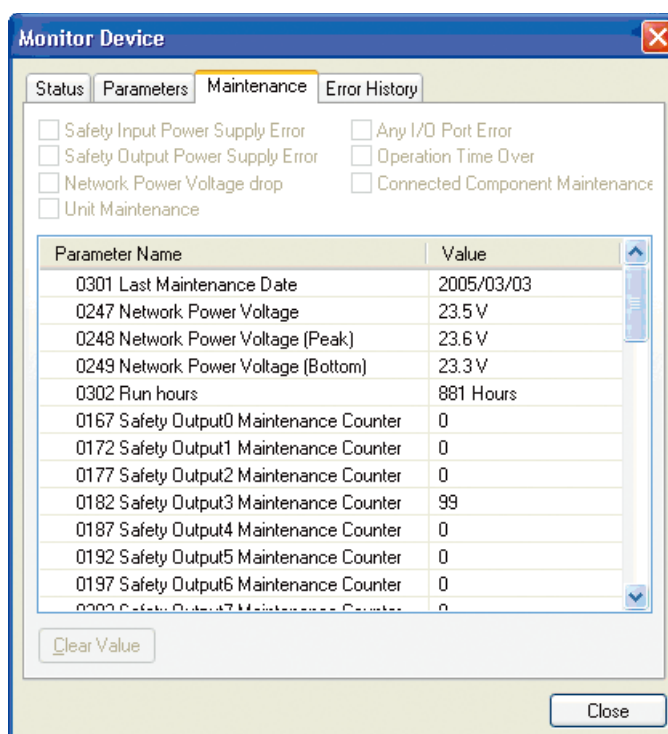 Monitor Device
Status Parameters Maintenance Error History
Safety Input Power Supply Error Any I/O Port Error
Safety Output Power Supply Error Operation Time Over
Network Power Voltage drop Connected Component Maintenance
Unit Maintenance
Parameter Name Value
0301 Last Maintenance Date 2005/03/03
0247 Network Power Voltage 23.5 V
0248 Network Power Voltage (Peak) 23.6 V
0249 Network Power Voltage (Bottom) 23.3 V
0302 Run hours 881 Hours
0167 Safety Output0 Maintenance Counter 0
0172 Safety Output1 Maintenance Counter 0
0177 Safety Output2 Maintenance Counter 0
0182 Safety Output3 Maintenance Counter 99
0187 Safety Output4 Maintenance Counter 0
0192 Safety Output5 Maintenance Counter 0
0197 Safety Output6 Maintenance Counter 0
Safety Output7 Maintenance Counter 0
Clear Value
Close